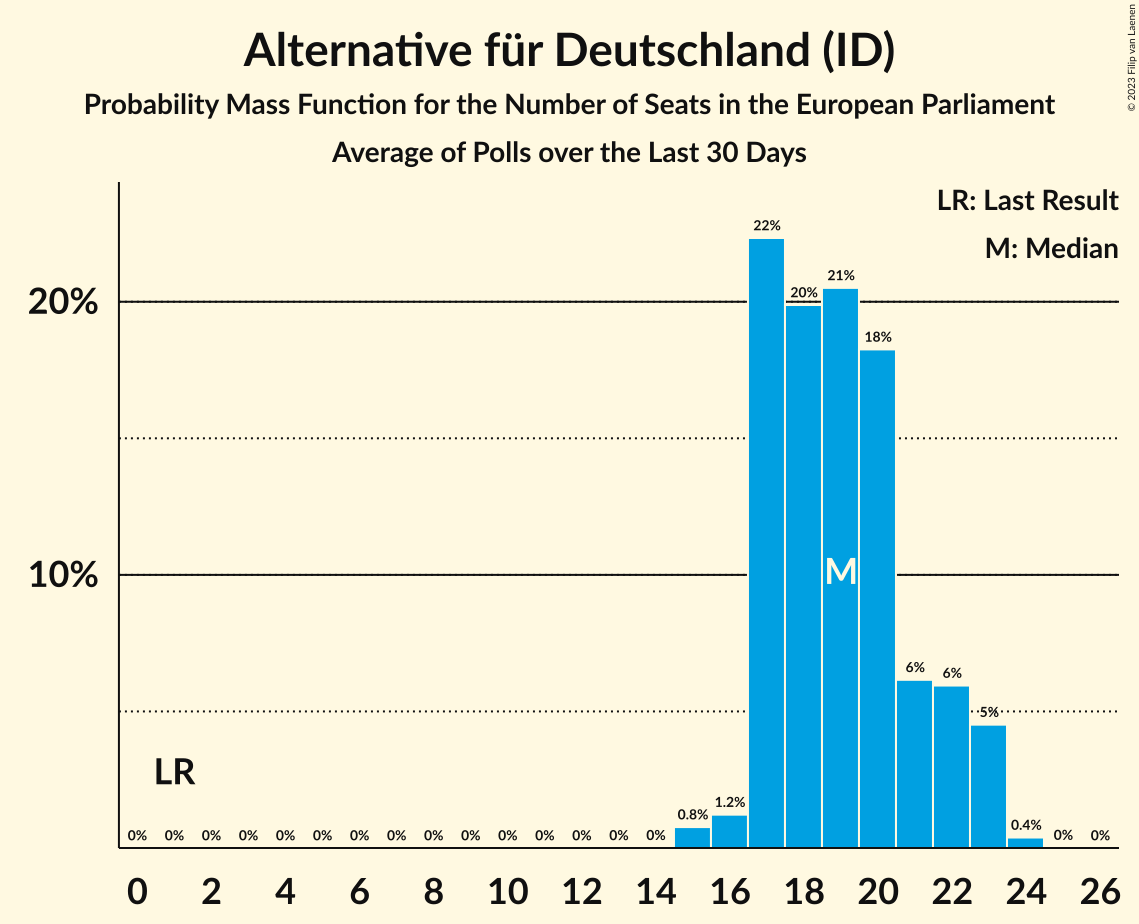 Alternative für Deutschland (ID)
Probability Mass Function for the Number of Seats in the European Parliament
Average of Polls over the Last 30 Days
© 2023 Filip van Laenen
LR: Last Result
M: Median
20%
10%
22%
20%
21%
18%
M
6%
6%
5%
LR
0% 0% 0% 0% 0% 0% 0% 0% 0% 0% 0% 0% 0% 0% 0% 0.8% 1.2% 0.4% 0% 0%
0 2 4 6 8 10 12 14 16 18 20 22 24 26